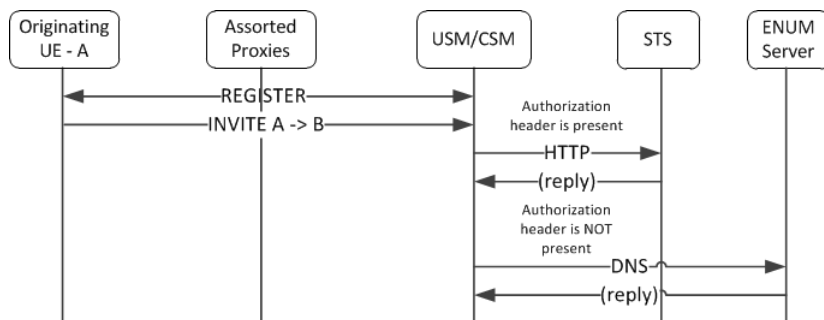 Originating
UE - A
Assorted
Proxies
USM/CSM
STS
ENUM
Server
REGISTER
INVITE A -> B
Authorization
header is present
HTTP
(reply)
Authorization
header is NOT
present
DNS
(reply)